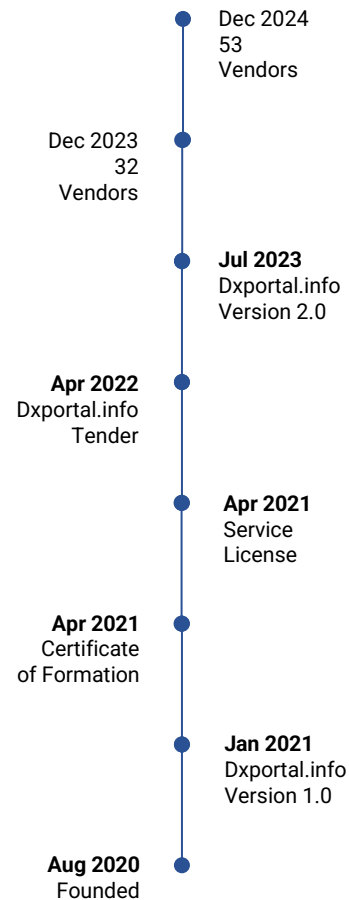 Dec 2024
53
Vendors
Dec 2023
32
Vendors
Jul 2023
Dxportal.info
Version 2.0
Apr 2022
Dxportal.info
Tender
Apr 2021
Service
License
Apr 2021
Certificate
of Formation
Jan 2021
Dxportal.info
Version 1.0
Aug 2020
Founded